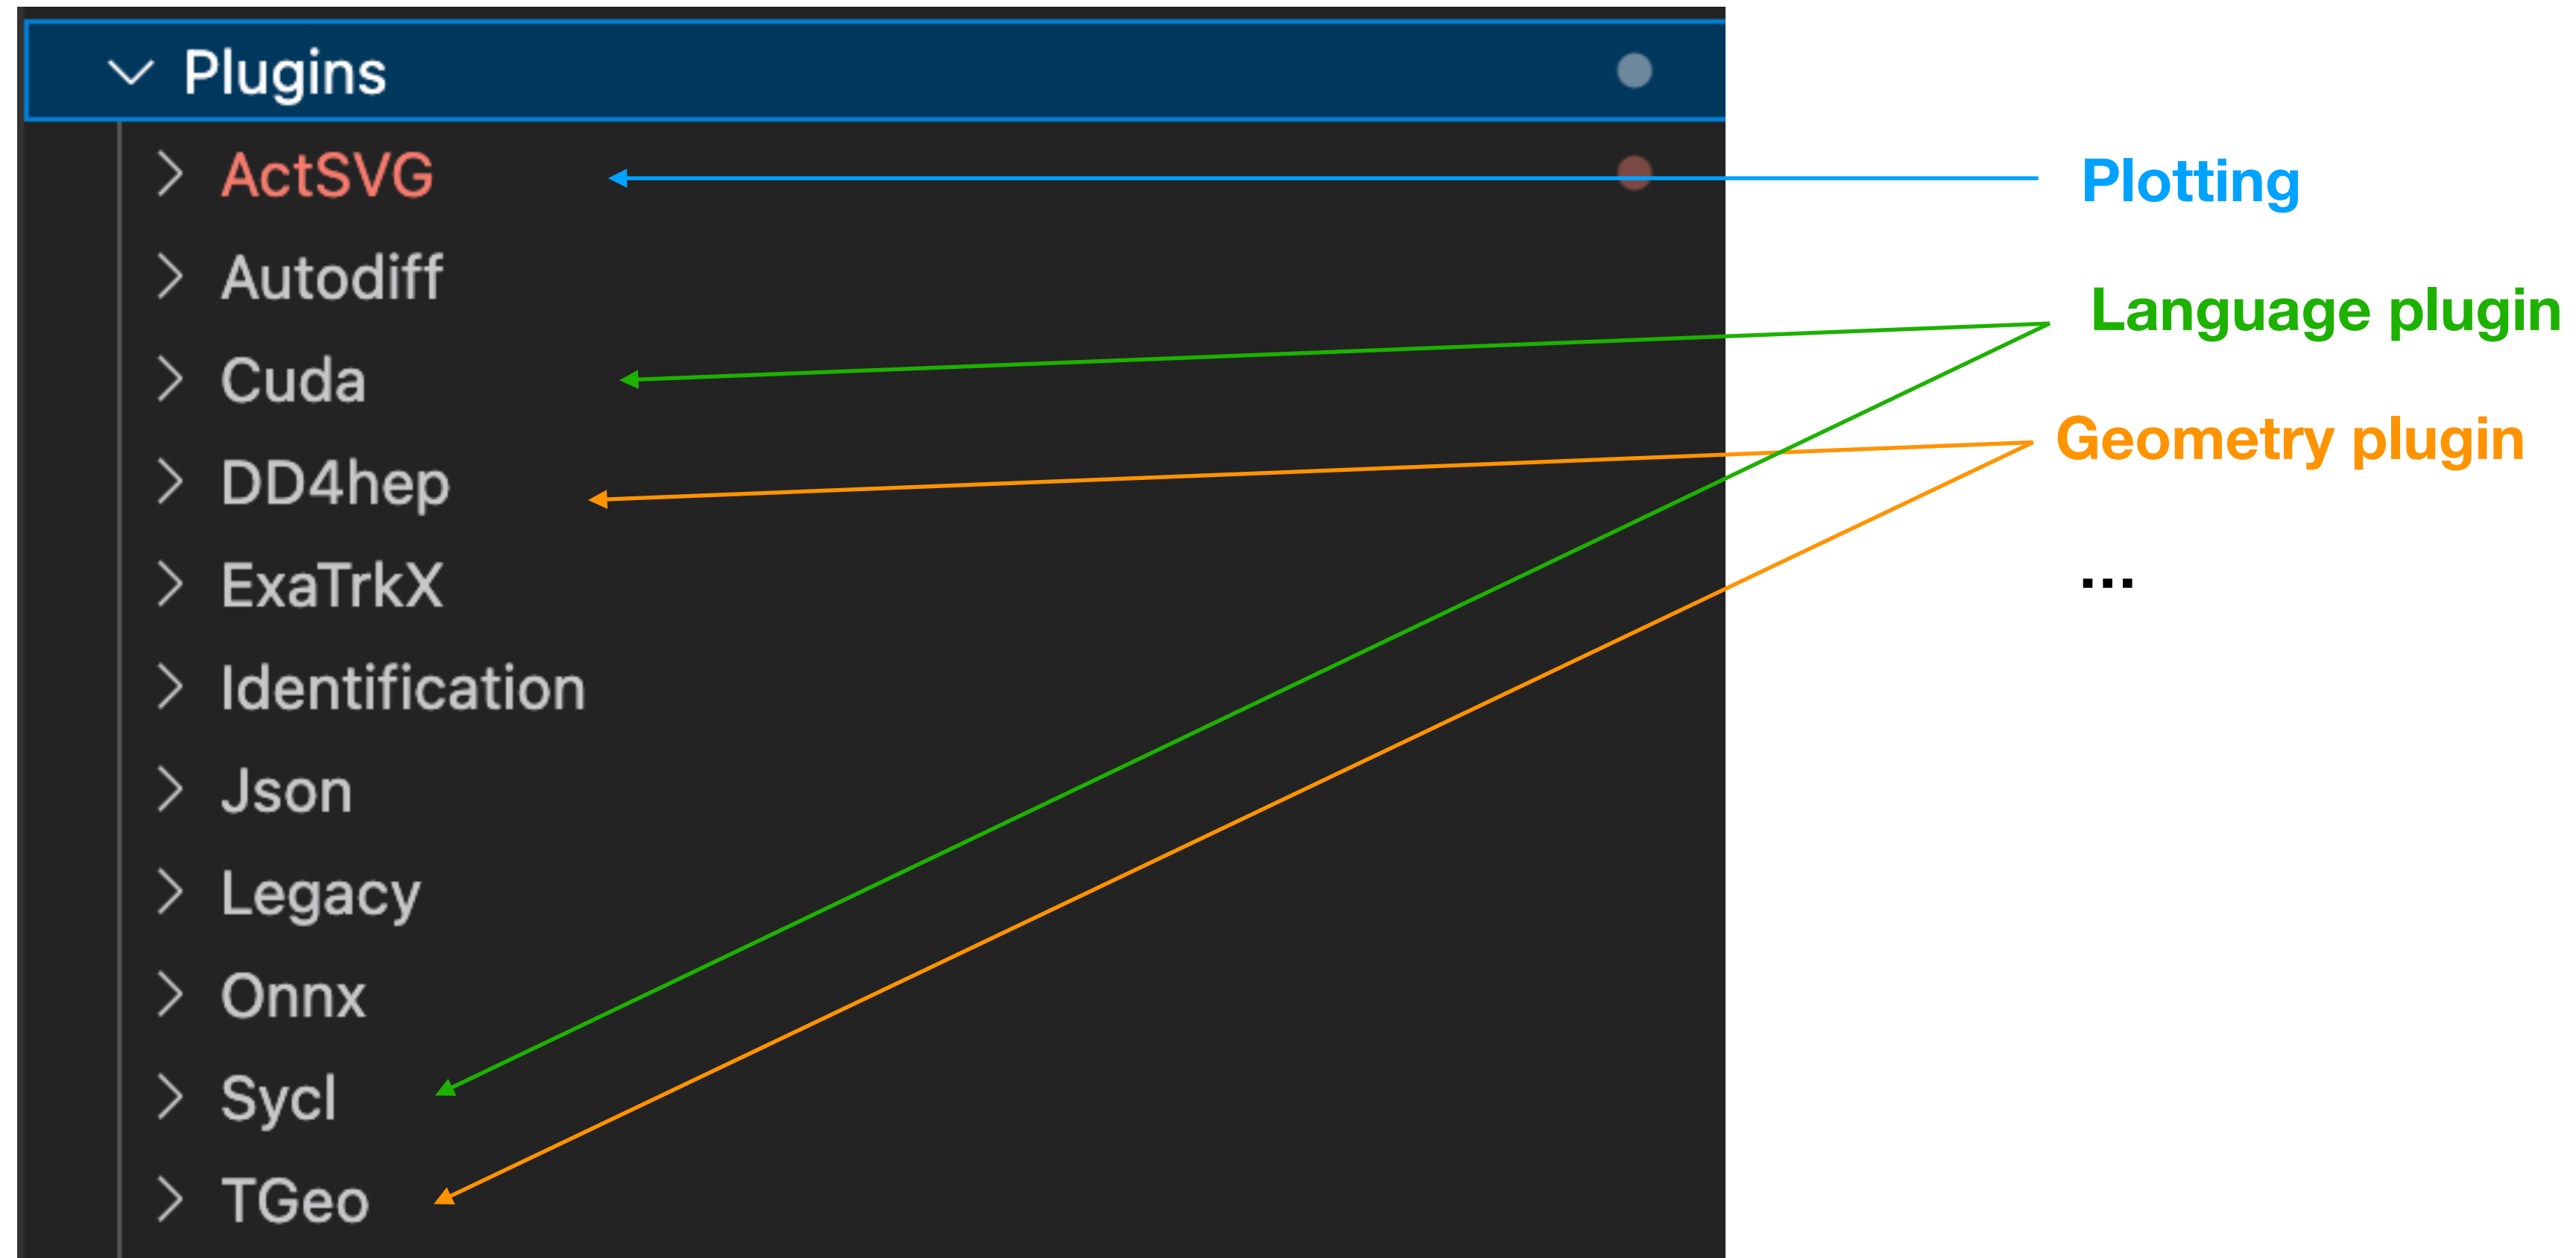 Plugins
ActSVG
Plotting
Autodiff
Language plugin
Cuda
Geometry plugin
DD4hep
ExaTrkX
...
Identification
Json
Legacy
Onnx
Sycl
TGeo